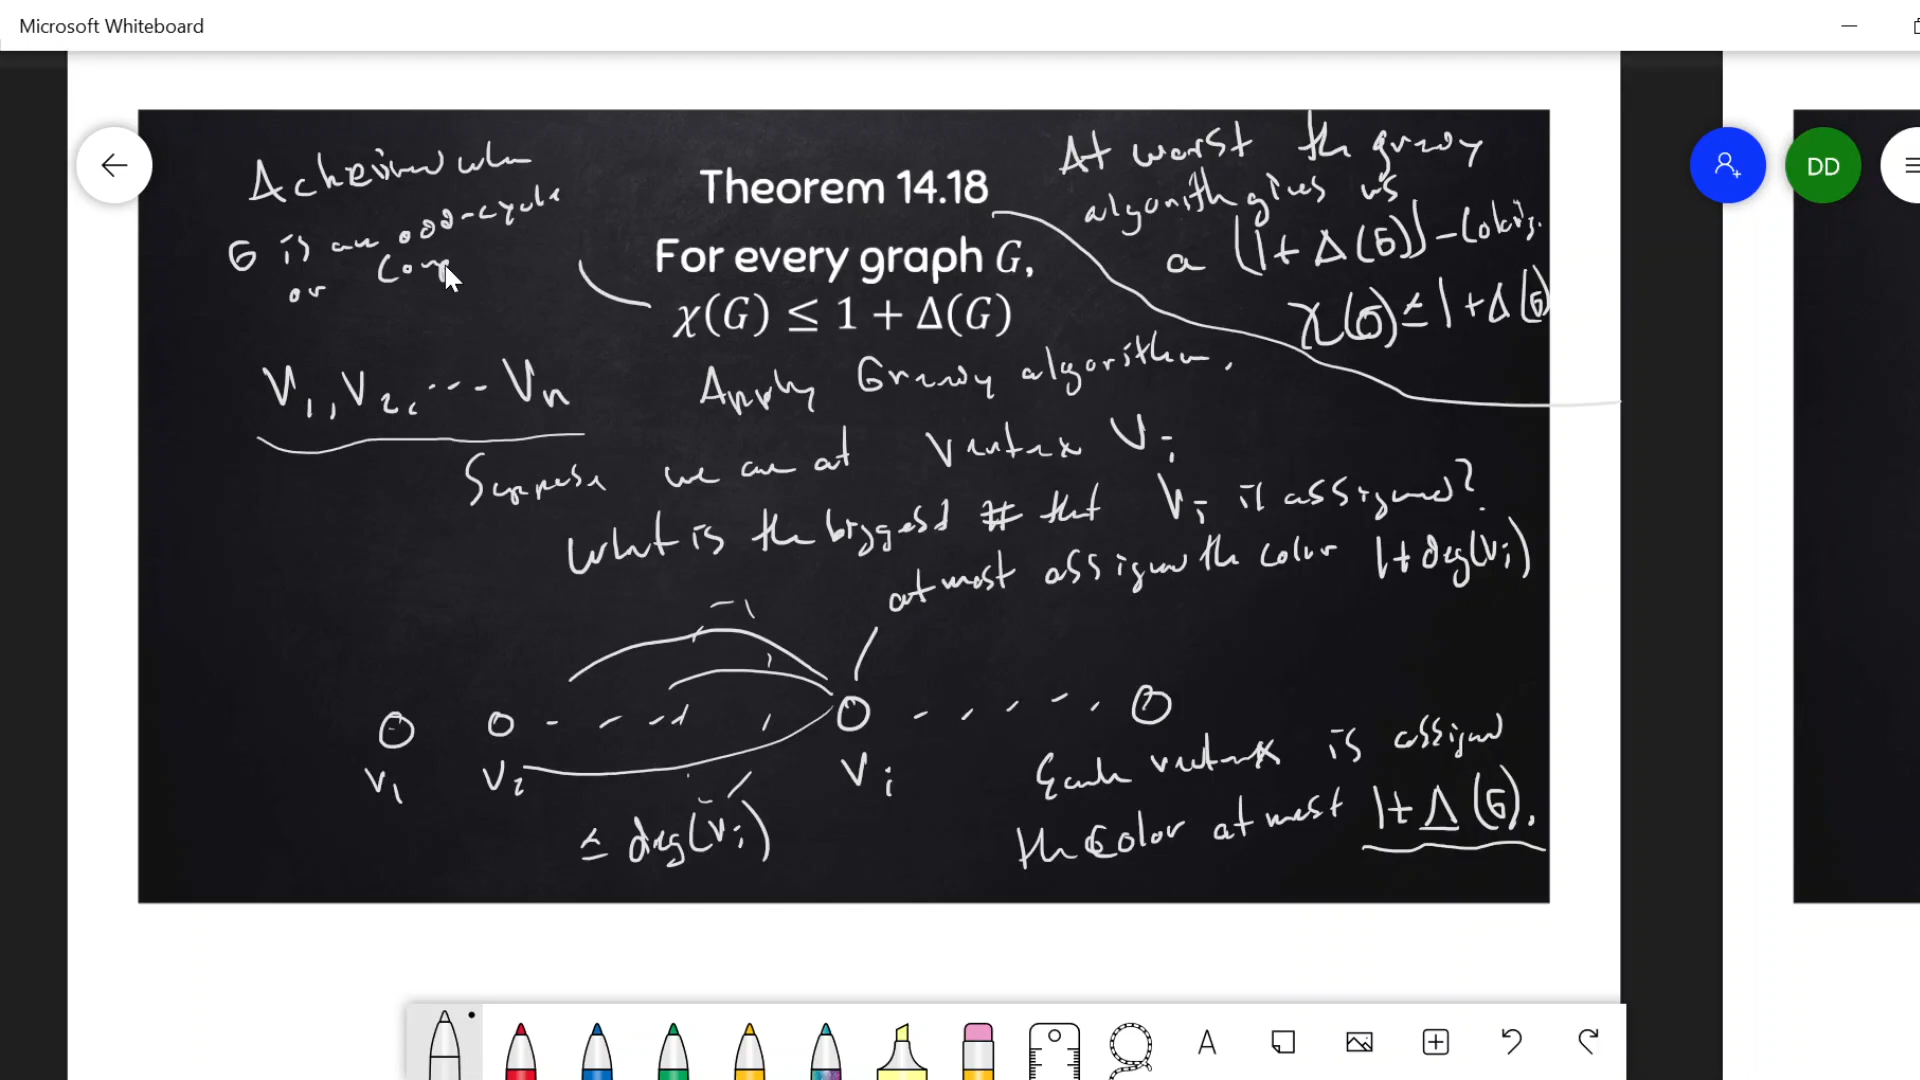 Microsoft Whiteboard
DD
Achieved when
G is an odd-cycle
or Comp
Theorem 14.18
For every graph G,
χ(G) ≤ 1 + Δ(G)
At worst the greedy
algorith gives us
a (1 + Δ(G)) - Coloring.
χ(G) ≤ 1 + Δ(G)
V1, V2, ... Vn
Apply Greedy algorithm.
Suppose we are at vertex Vi
What is the biggest # that Vi is assigned?
at most assigned the color 1 + deg(Vi)
V1 V2 Vi
≤ deg(Vi)
Each vertex is assigned
the color at most 1 + Δ(G).
A